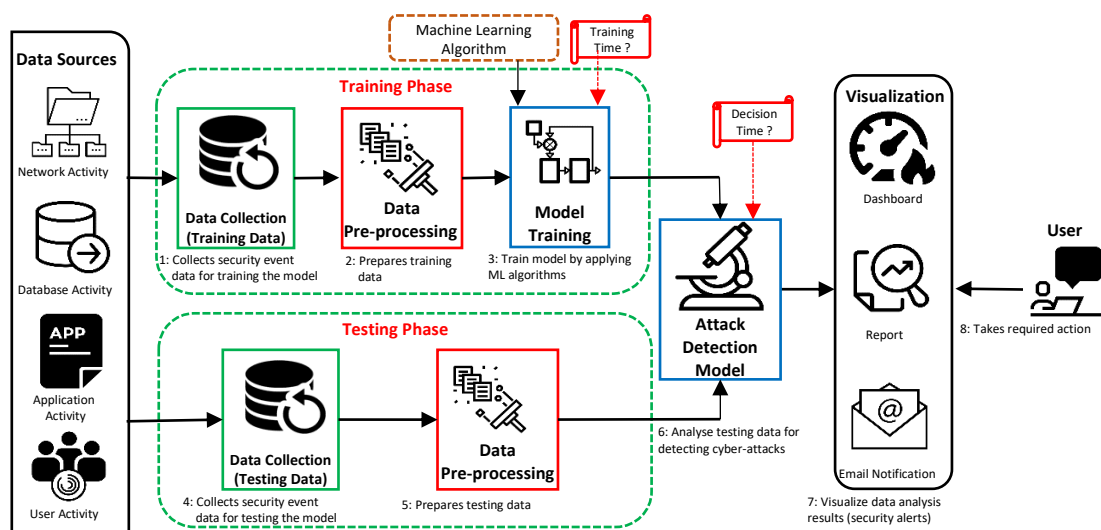 Data Sources
Network Activity
Database Activity
APP
Application
Activity
User Activity
Machine Learning
Algorithm
Training
Time ?
Training Phase
Data Collection
(Training Data)
1: Collects security event
data for training the model
Data
Pre-processing
2: Prepares training
data
Model
Training
3: Train model by applying
ML algorithms
Testing Phase
Data Collection
(Testing Data)
4: Collects security event
data for testing the model
Data
Pre-processing
5: Prepares testing data
Decision
Time ?
Attack
Detection
Model
6: Analyse testing data for
detecting cyber-attacks
Visualization
Dashboard
Report
@
Email Notification
7: Visualize data analysis
results (security alerts)
User
8: Takes required action